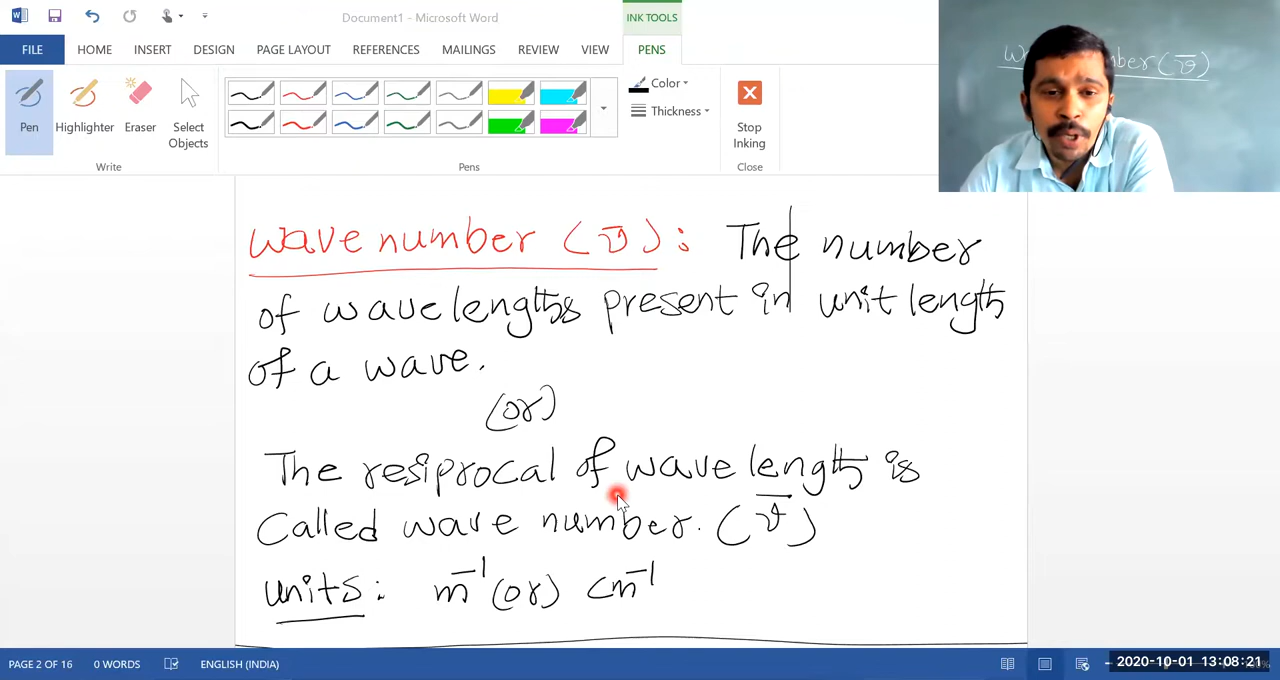 Document1 - Microsoft Word
INK TOOLS
FILE HOME INSERT DESIGN PAGE LAYOUT REFERENCES MAILINGS REVIEW VIEW PENS
Pen Highlighter Eraser Select Objects
Write
Pens
Color
Thickness
Stop Inking
Close
wave number (ν̅) : The number
of wavelengths present in unit length
of a wave.
(or)
The resiprocal of wavelength is
called wave number. (ν̅)
units : m⁻¹ (or) cm⁻¹
PAGE 2 OF 16 0 WORDS ENGLISH (INDIA)
2020-10-01 13:08:21